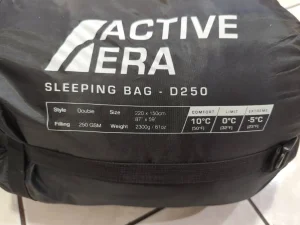 ACTIVE
ERA
SLEEPING BAG - D250
Style Double Size 220 x 150cm
87" x 59"
Filling 250 GSM Weight 2300g / 81oz
COMFORT LIMIT EXTREME
10°C 0°C -5°C
(50°F) (32°F) (23°F)